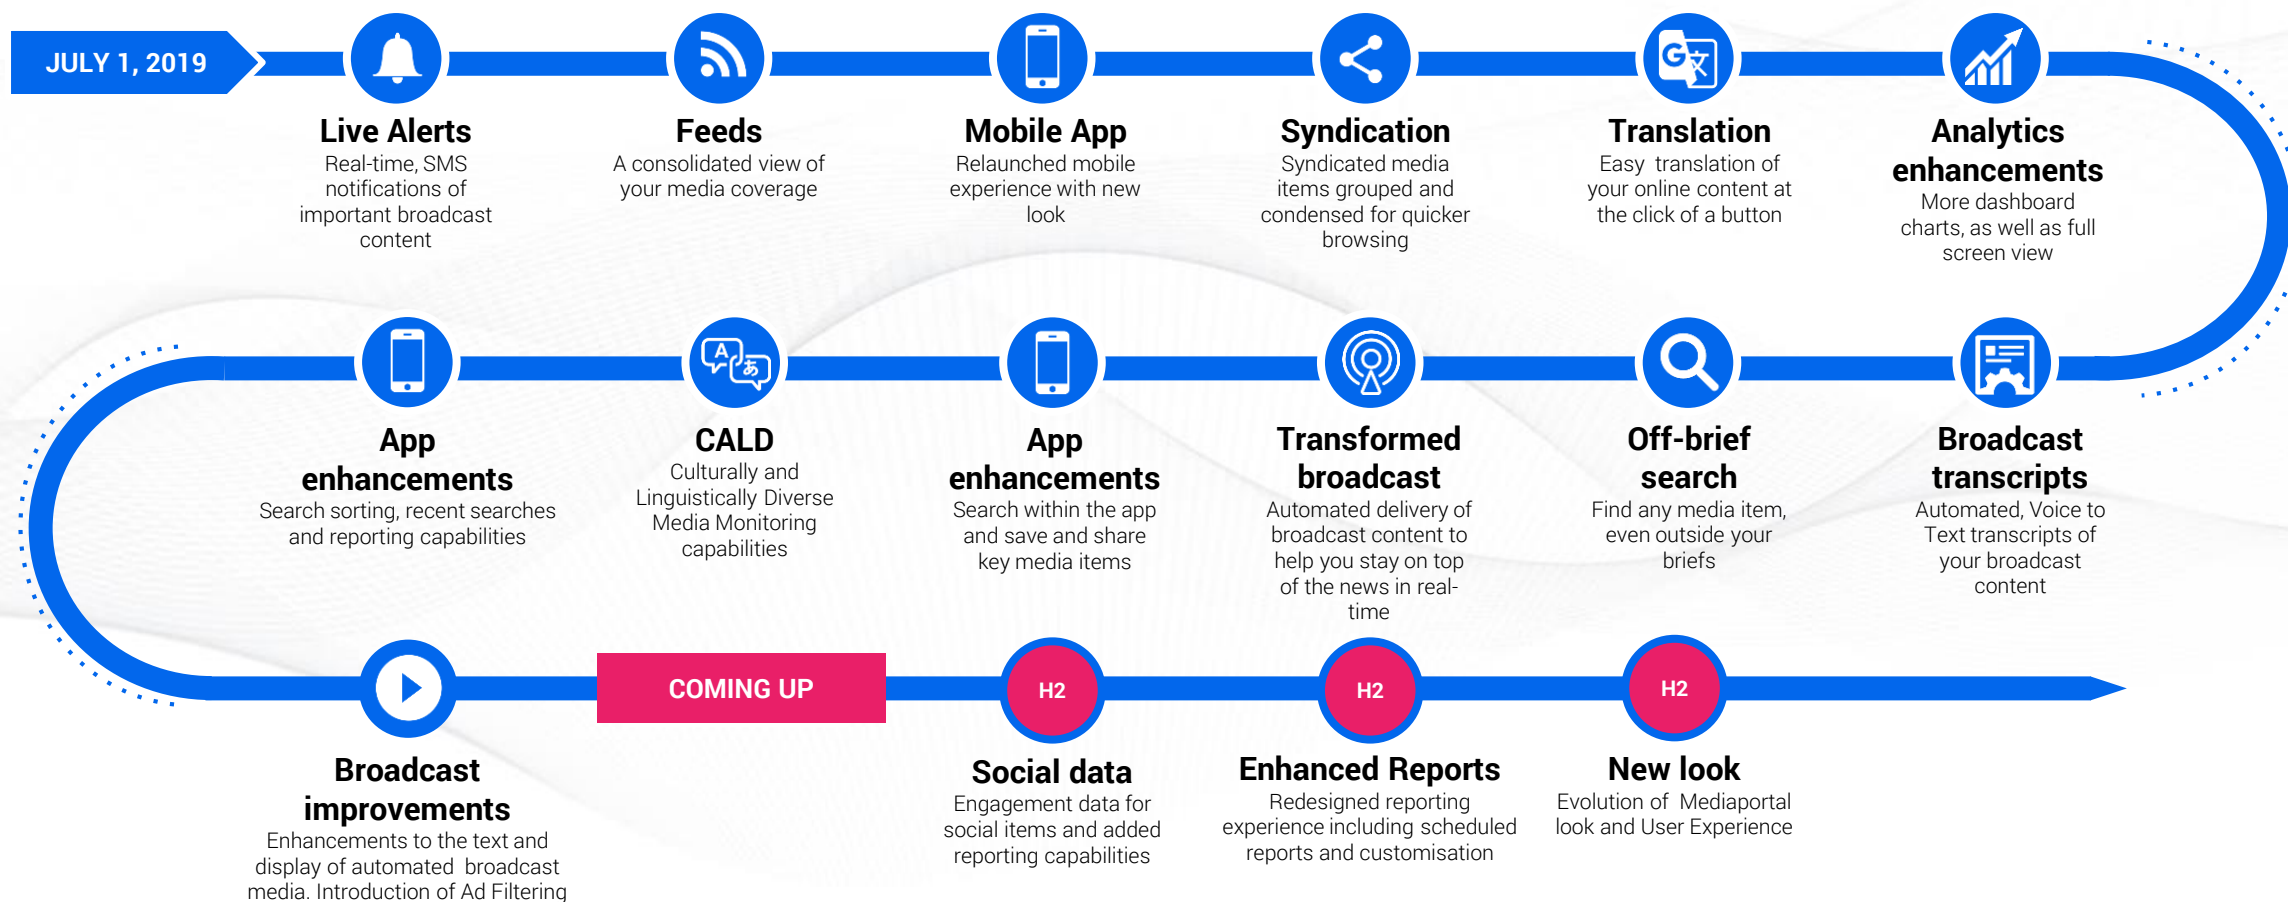 JULY 1, 2019
Live Alerts
Real-time, SMS
notifications of
important broadcast
content
Feeds
A consolidated view of
your media coverage
Mobile App
Relaunched mobile
experience with new
look
Syndication
Syndicated media
items grouped and
condensed for quicker
browsing
G 文
Translation
Easy translation of
your online content at
the click of a button
Analytics
enhancements
More dashboard
charts, as well as full
screen view
App
enhancements
Search sorting, recent searches
and reporting capabilities
A あ
CALD
Culturally and
Linguistically Diverse
Media Monitoring
capabilities
App
enhancements
Search within the app
and save and share
key media items
Transformed
broadcast
Automated delivery of
broadcast content to
help you stay on top
of the news in real-
time
Off-brief
search
Find any media item,
even outside your
briefs
Broadcast
transcripts
Automated, Voice to
Text transcripts of
your broadcast
content
Broadcast
improvements
Enhancements to the text and
display of automated broadcast
media. Introduction of Ad Filtering
COMING UP
H2
Social data
Engagement data for
social items and added
reporting capabilities
H2
Enhanced Reports
Redesigned reporting
experience including scheduled
reports and customisation
H2
New look
Evolution of Mediaportal
look and User Experience